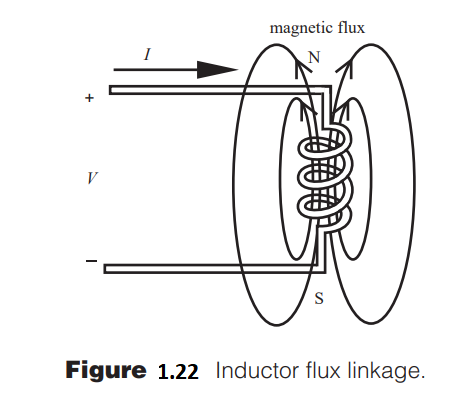 magnetic flux
I
N
+
V
–
S
Figure 1.22 Inductor flux linkage.